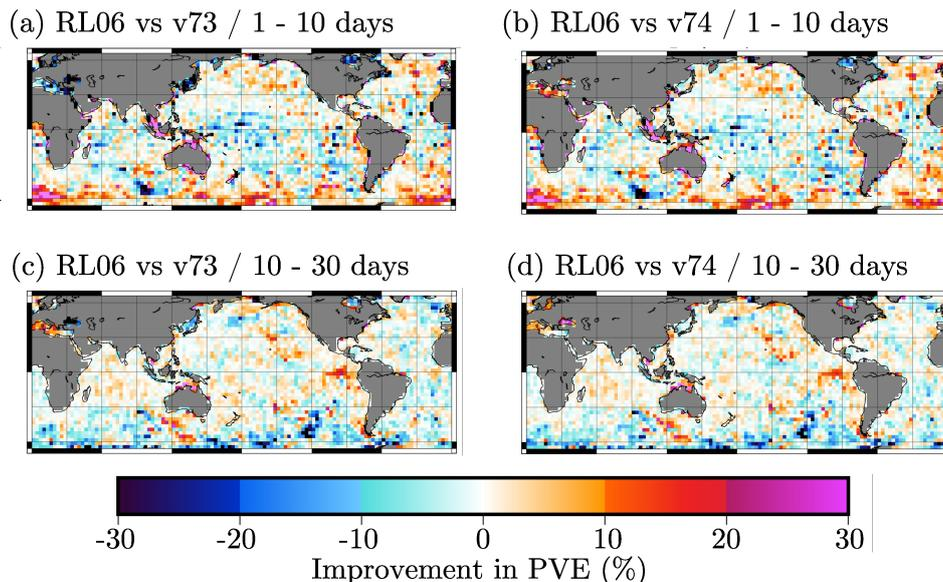 (a) RL06 vs v73 / 1 - 10 days
(b) RL06 vs v74 / 1 - 10 days
(c) RL06 vs v73 / 10 - 30 days
(d) RL06 vs v74 / 10 - 30 days
-30 -20 -10 0 10 20 30
Improvement in PVE (%)